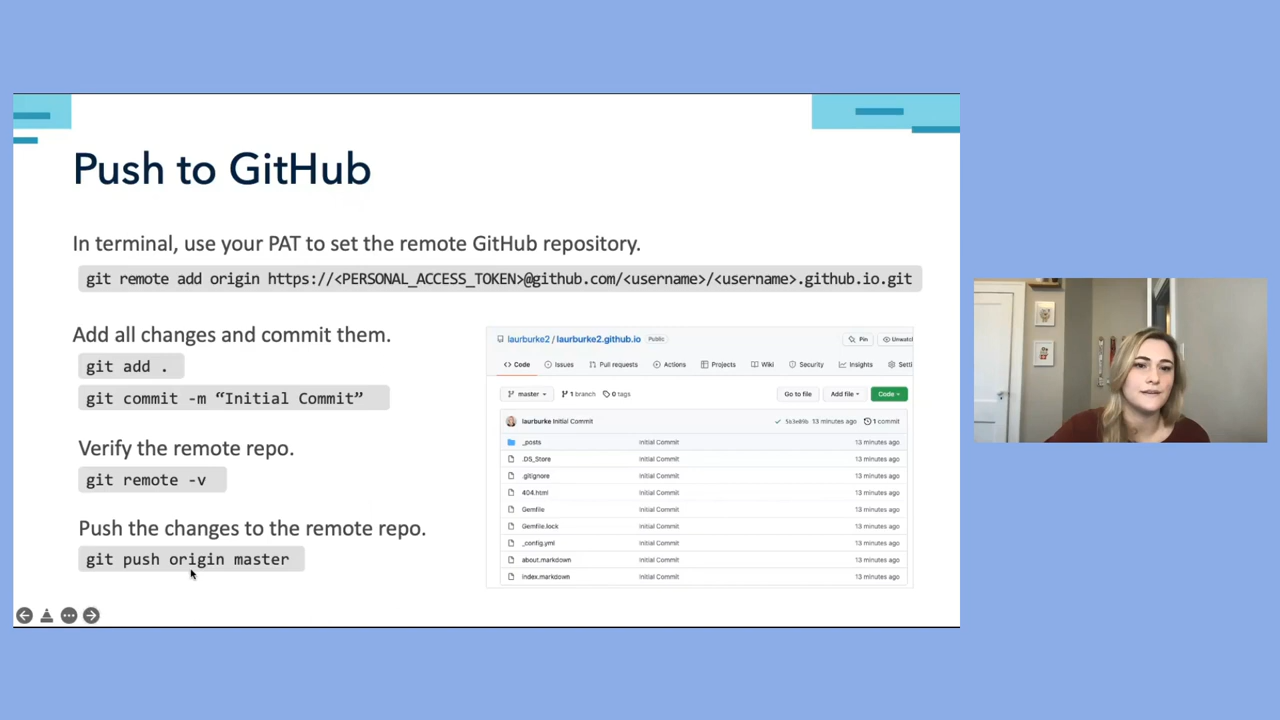 Push to GitHub
In terminal, use your PAT to set the remote GitHub repository.
git remote add origin https://<PERSONAL_ACCESS_TOKEN>@github.com/<username>/<username>.github.io.git
Add all changes and commit them.
git add .
git commit -m “Initial Commit”
Verify the remote repo.
git remote -v
Push the changes to the remote repo.
git push origin master
laurburke2 / laurburke2.github.io Public Pin Unwatc
Code Issues Pull requests Actions Projects Wiki Security Insights Setti
master 1 branch 0 tags Go to file Add file Code
laurburke Initial Commit 13 minutes ago 1 commit
_posts Initial Commit 13 minutes ago
.DS_Store Initial Commit 13 minutes ago
.gitignore Initial Commit 13 minutes ago
404.html Initial Commit 13 minutes ago
Gemfile Initial Commit 13 minutes ago
Gemfile.lock Initial Commit 13 minutes ago
_config.yml Initial Commit 13 minutes ago
about.markdown Initial Commit 13 minutes ago
index.markdown Initial Commit 13 minutes ago